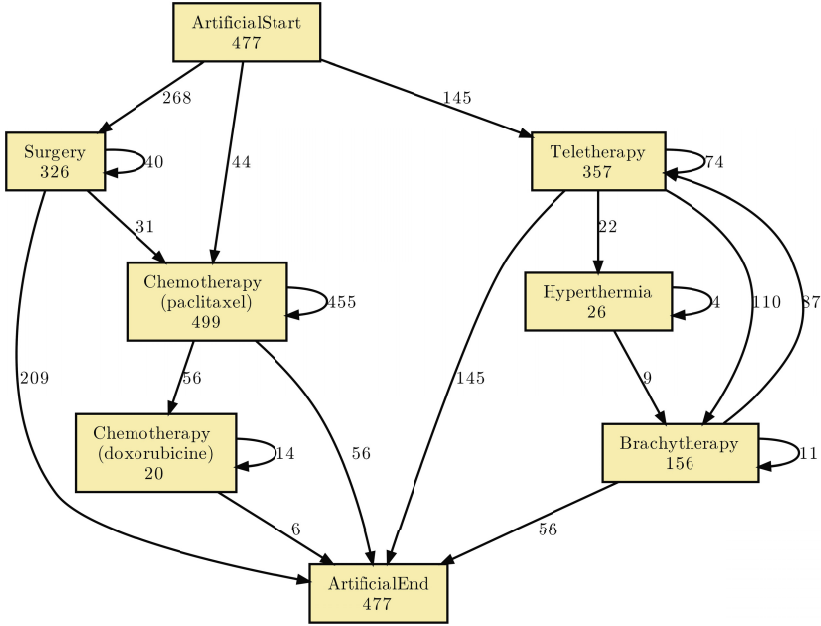 ArtificialStart
477
268
145
Surgery
326
40
44
Teletherapy
357
74
31
22
Chemotherapy
(paclitaxel)
499
455
Hyperthermia
26
4
110
87
209
56
145
9
Chemotherapy
(doxorubicine)
20
14
56
Brachytherapy
156
11
6
56
ArtificialEnd
477